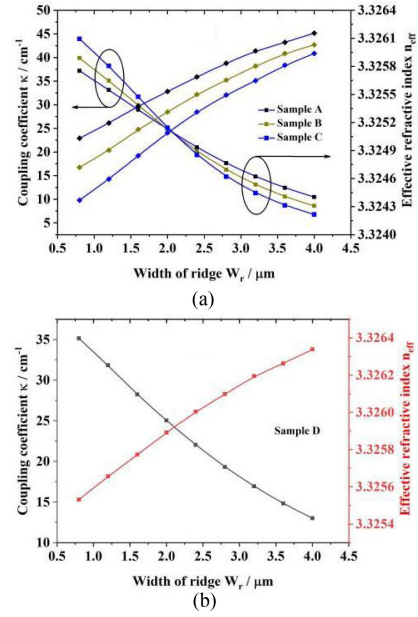 50
45
40
35
30
25
20
15
10
5
Coupling coefficient κ / cm⁻¹
3.3264
3.3261
3.3258
3.3255
3.3252
3.3249
3.3246
3.3243
3.3240
Effective refractive index n_eff
Sample A
Sample B
Sample C
0.5 1.0 1.5 2.0 2.5 3.0 3.5 4.0 4.5
Width of ridge W_r / μm
(a)
35
30
25
20
15
10
Coupling coefficient κ / cm⁻¹
3.3264
3.3262
3.3260
3.3258
3.3256
3.3254
Effective refractive index n_eff
Sample D
0.5 1.0 1.5 2.0 2.5 3.0 3.5 4.0 4.5
Width of ridge W_r / μm
(b)